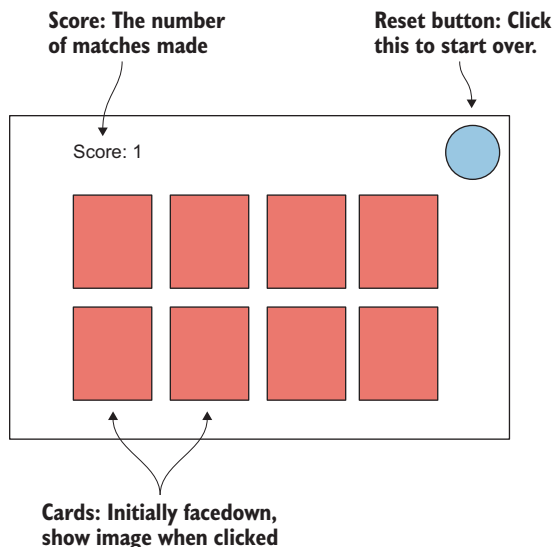 Score: The number
of matches made
Reset button: Click
this to start over.
Score: 1
Cards: Initially facedown,
show image when clicked